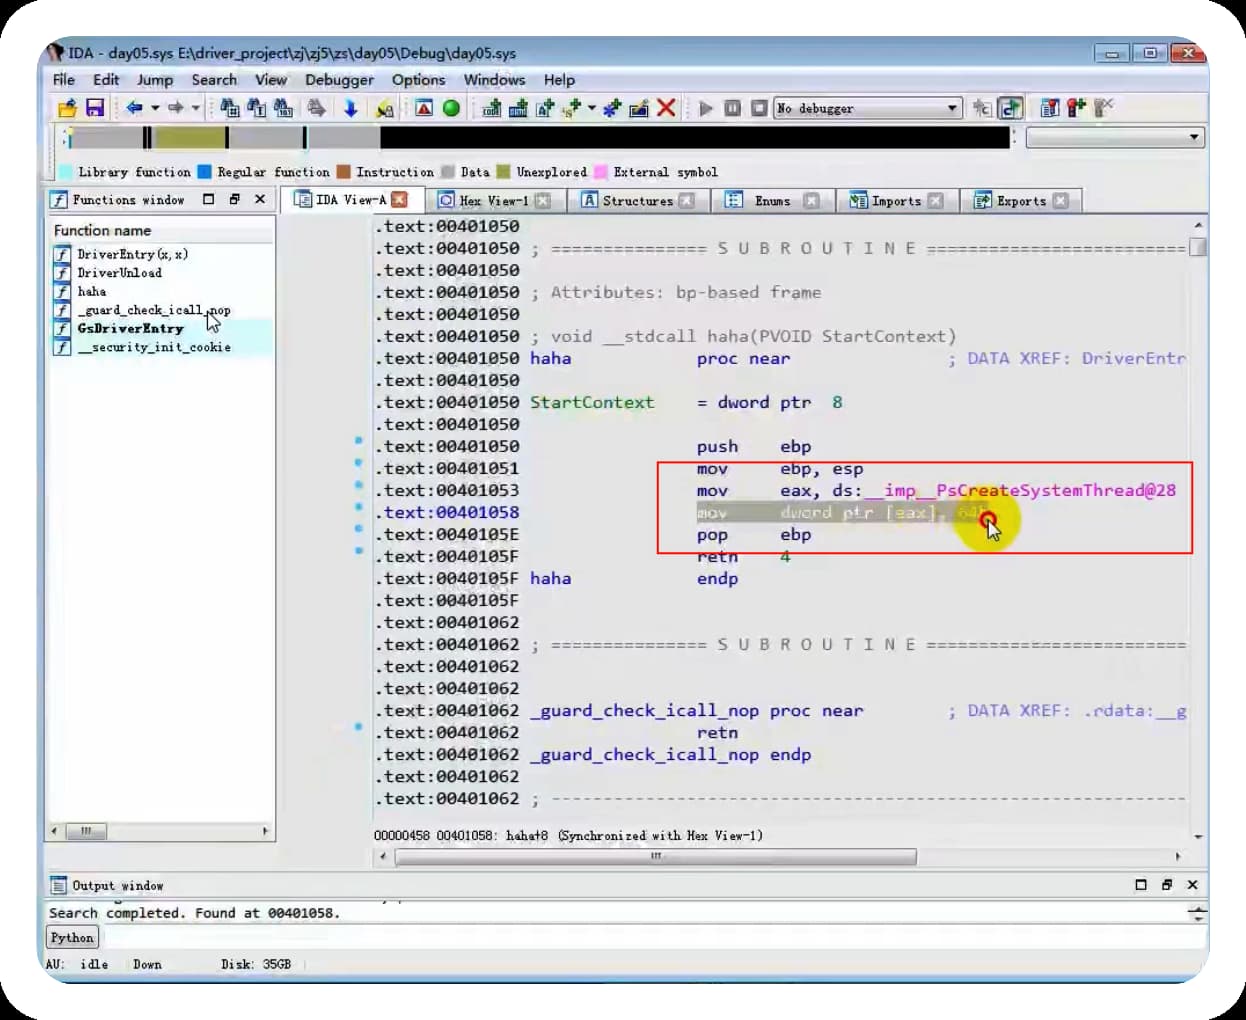 IDA - day05.sys E:\driver_project\zj\zj5\zs\day05\Debug\day05.sys
File Edit Jump Search View Debugger Options Windows Help
No debugger
Library function Regular function Instruction Data Unexplored External symbol
Functions window
IDA View-A Hex View-1 Structures Enums Imports Exports
Function name
DriverEntry(x,x)
DriverUnload
haha
_guard_check_icall_nop
GsDriverEntry
__security_init_cookie
.text:00401050
.text:00401050 ; =============== S U B R O U T I N E =========================
.text:00401050
.text:00401050 ; Attributes: bp-based frame
.text:00401050
.text:00401050 ; void __stdcall haha(PVOID StartContext)
.text:00401050 haha proc near ; DATA XREF: DriverEntr
.text:00401050
.text:00401050 StartContext = dword ptr 8
.text:00401050
.text:00401050 push ebp
.text:00401051 mov ebp, esp
.text:00401053 mov eax, ds:__imp__PsCreateSystemThread@28
.text:00401058 mov dword ptr [eax],
.text:0040105E pop ebp
.text:0040105F retn 4
.text:0040105F haha endp
.text:0040105F
.text:00401062
.text:00401062 ; =============== S U B R O U T I N E =========================
.text:00401062
.text:00401062
.text:00401062 _guard_check_icall_nop proc near ; DATA XREF: .rdata:__g
.text:00401062 retn
.text:00401062 _guard_check_icall_nop endp
.text:00401062
.text:00401062 ; -------------------------------------------------------------
00000458 00401058: haha+8 (Synchronized with Hex View-1)
Output window
Search completed. Found at 00401058.
Python
AU: idle Down Disk: 35GB